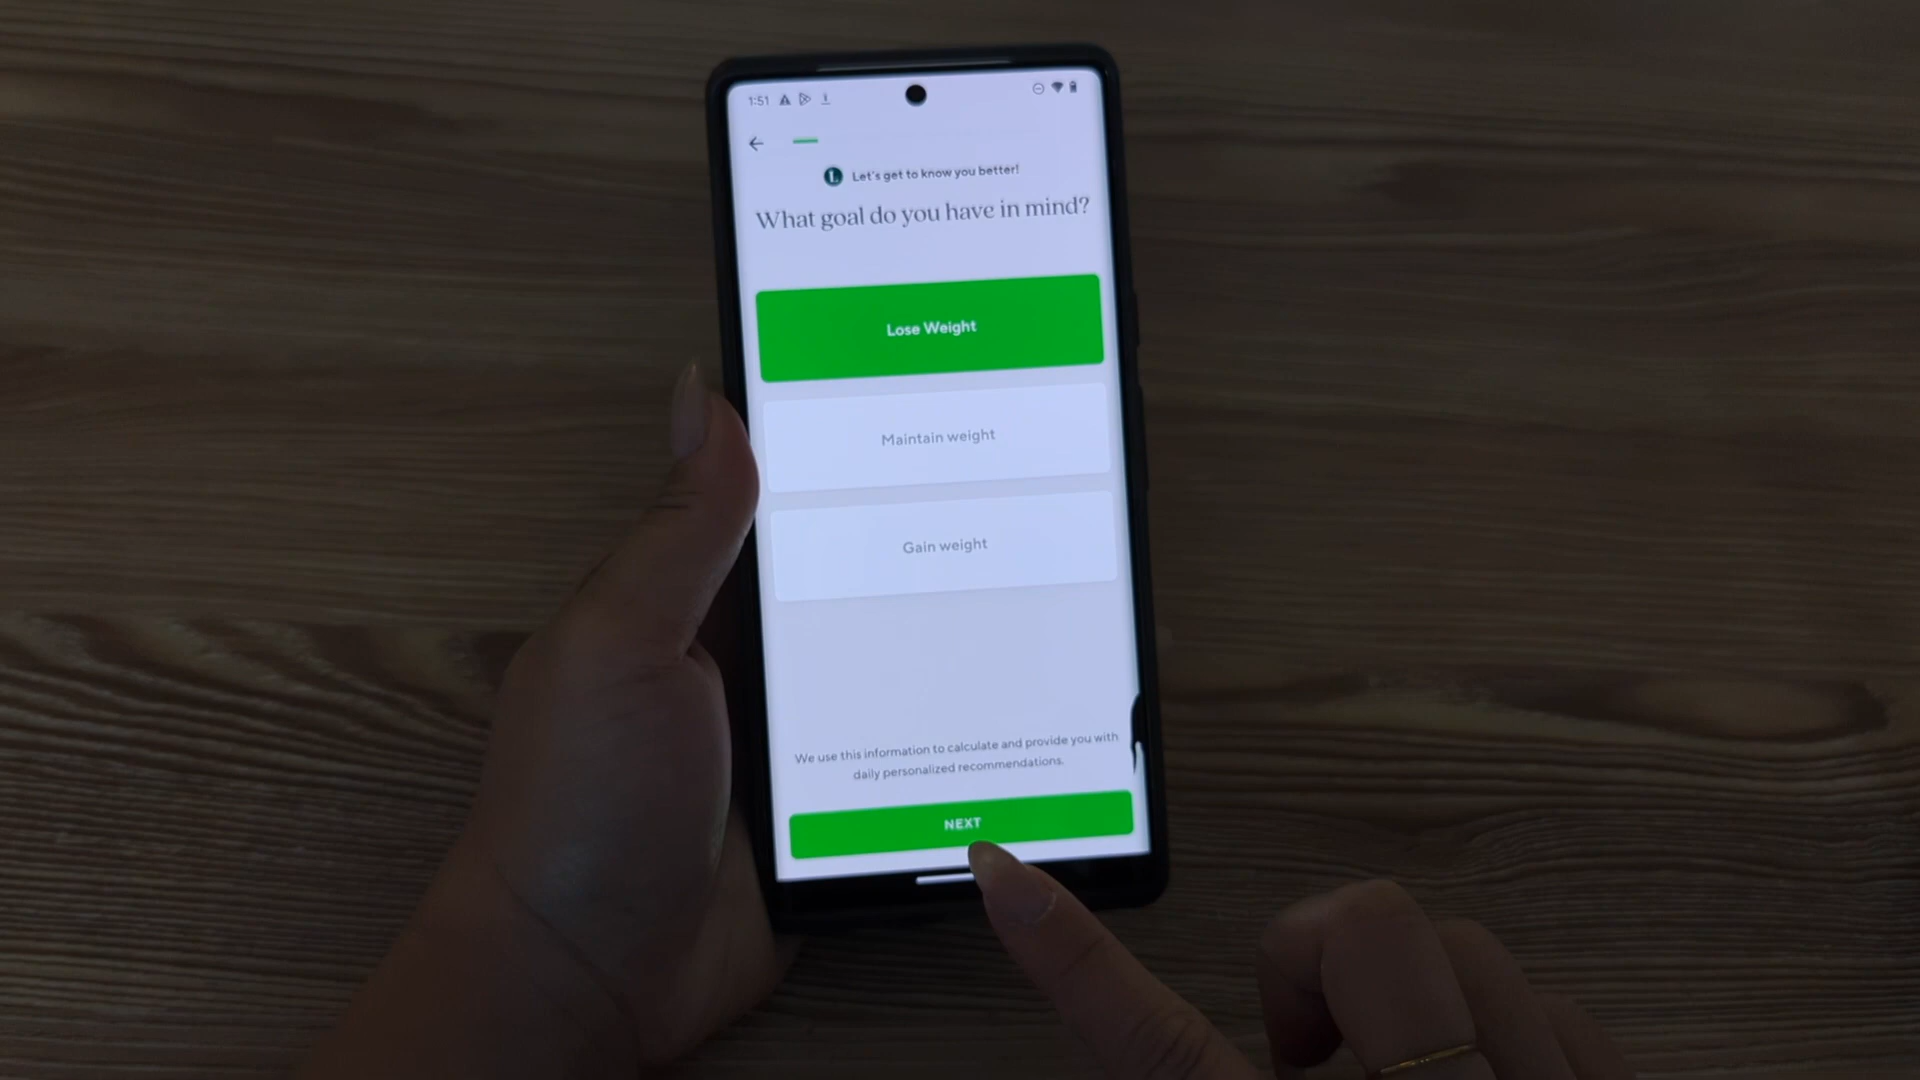 1:51
L Let's get to know you better!
What goal do you have in mind?
Lose Weight
Maintain weight
Gain weight
We use this information to calculate and provide you with
daily personalized recommendations.
NEXT